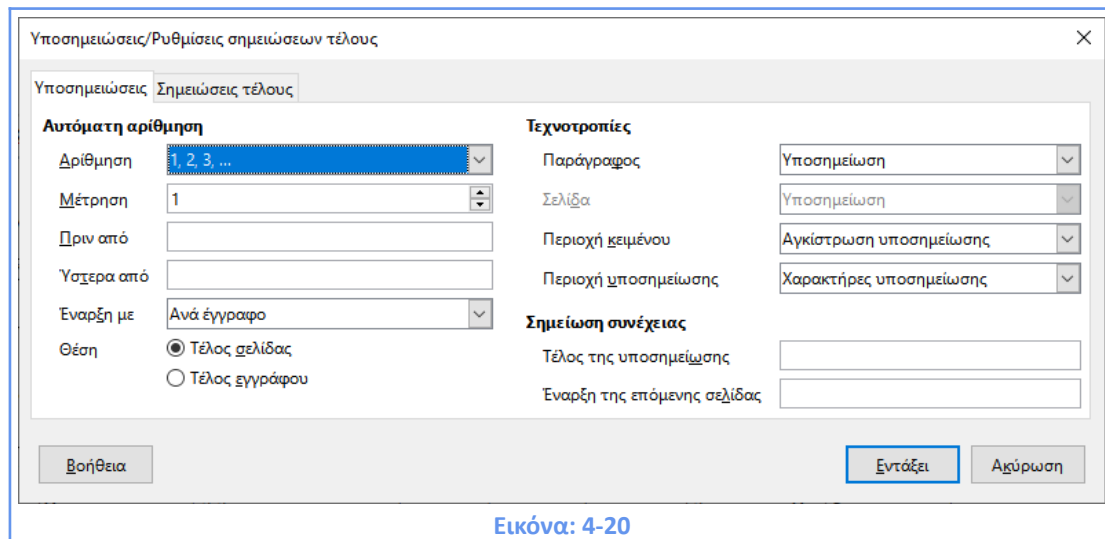 Υποσημειώσεις/Ρυθμίσεις σημειώσεων τέλους
Υποσημειώσεις Σημειώσεις τέλους
Αυτόματη αρίθμηση
Αρίθμηση 1, 2, 3, ...
Μέτρηση 1
Πριν από
Ύστερα από
Έναρξη με Ανά έγγραφο
Θέση Τέλος σελίδας
Τέλος εγγράφου
Τεχνοτροπίες
Παράγραφος Υποσημείωση
Σελίδα Υποσημείωση
Περιοχή κειμένου Αγκίστρωση υποσημείωσης
Περιοχή υποσημείωσης Χαρακτήρες υποσημείωσης
Σημείωση συνέχειας
Τέλος της υποσημείωσης
Έναρξη της επόμενης σελίδας
Βοήθεια Εντάξει Ακύρωση
Εικόνα: 4-20